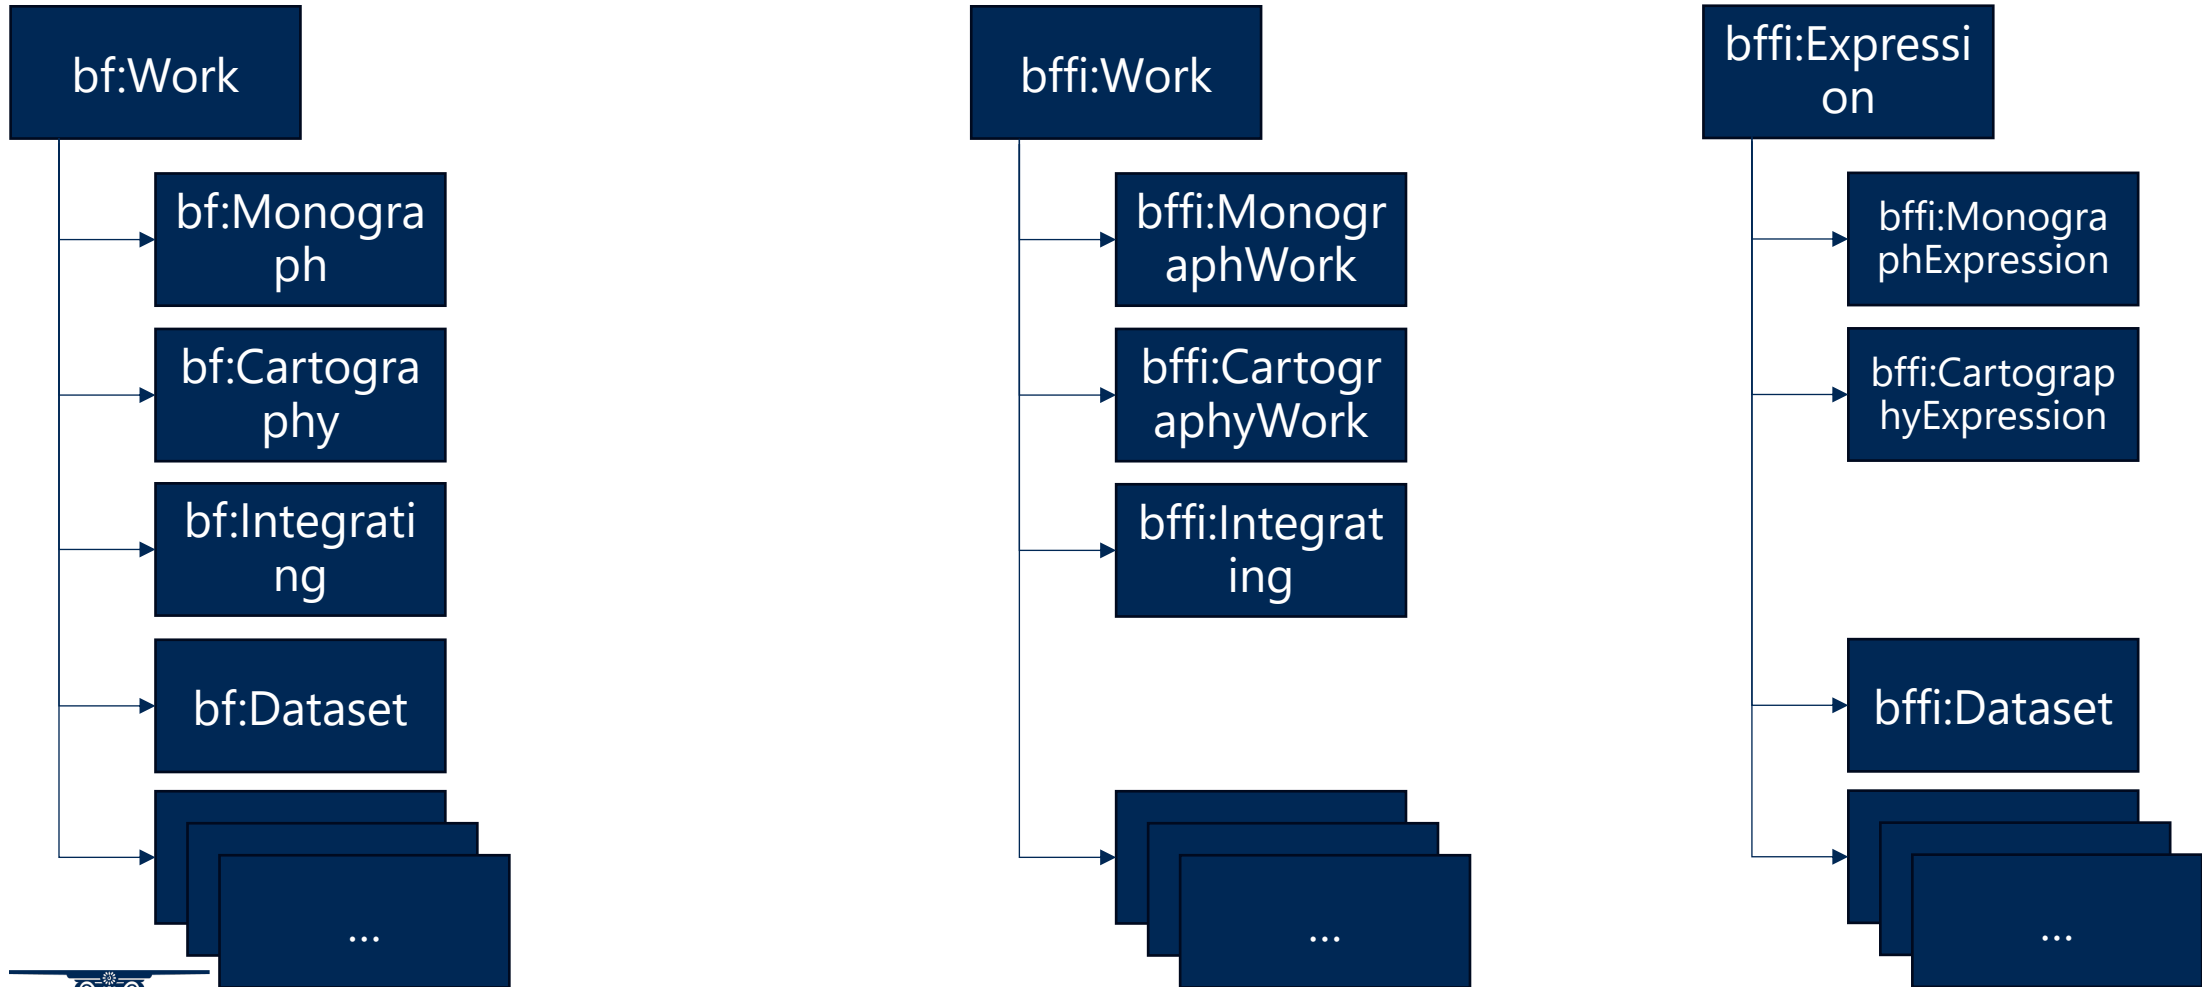 bf:Work
bf:Monogra
ph
bf:Cartogra
phy
bf:Integrati
ng
bf:Dataset
...
bffi:Work
bffi:Monogr
aphWork
bffi:Cartogr
aphyWork
bffi:Integrat
ing
...
bffi:Expressi
on
bffi:Monogra
phExpression
bffi:Cartograp
hyExpression
bffi:Dataset
...